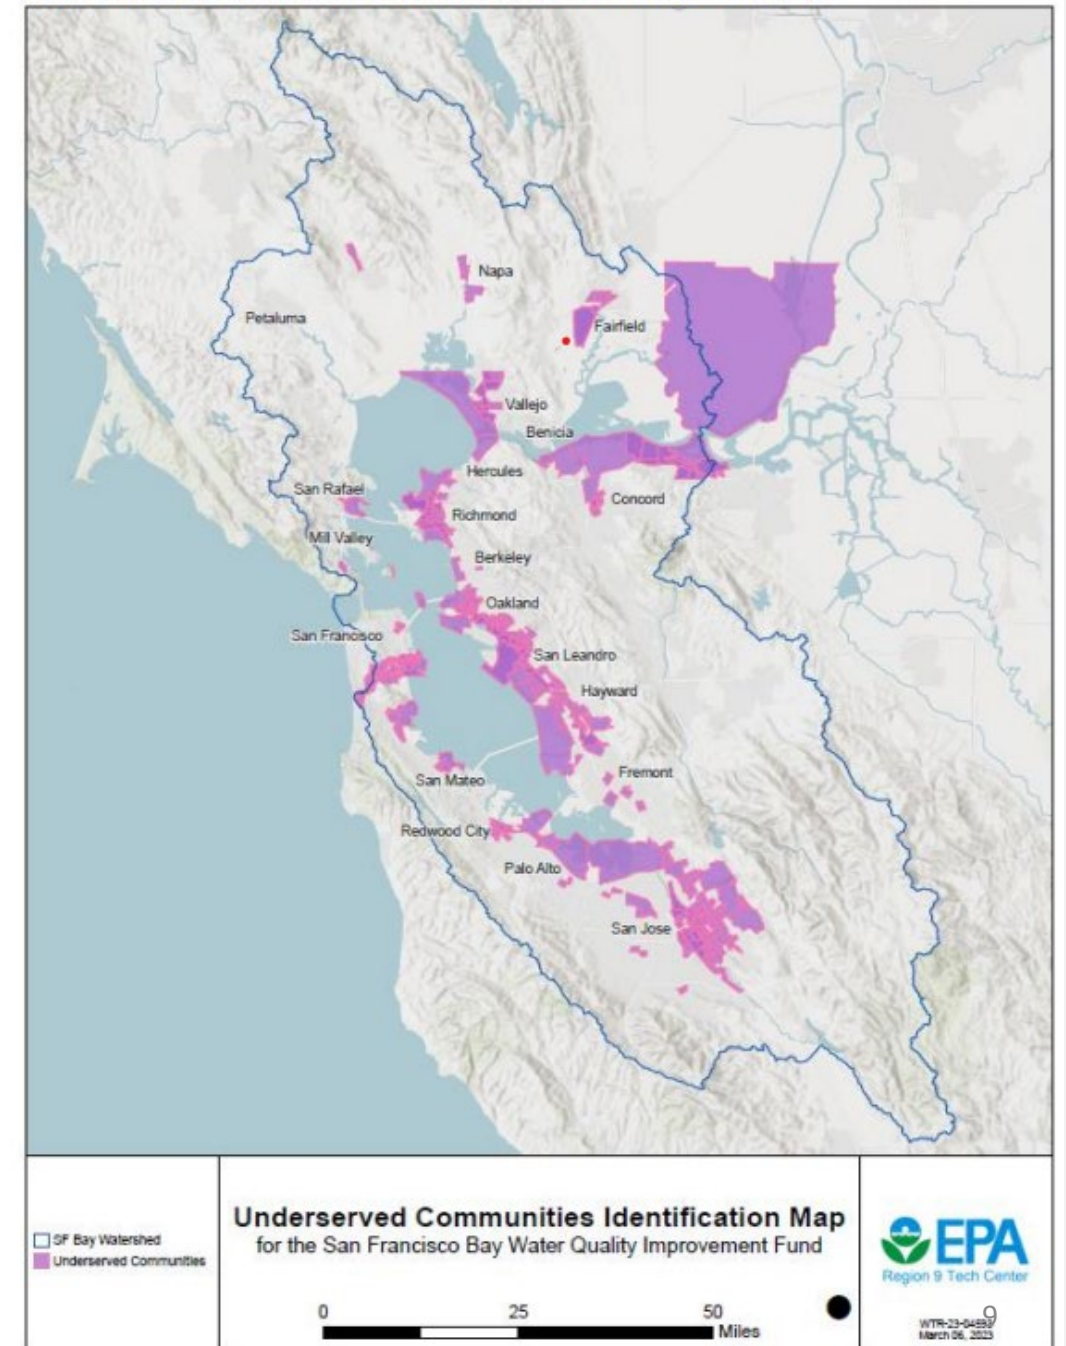 Napa
Petaluma
Fairfield
Vallejo
Benicia
Hercules
San Rafael
Concord
Richmond
Mill Valley
Berkeley
Oakland
San Francisco
San Leandro
Hayward
Fremont
San Mateo
Redwood City
Palo Alto
San Jose
SF Bay Watershed
Underserved Communities
Underserved Communities Identification Map
for the San Francisco Bay Water Quality Improvement Fund
0 25 50
Miles
EPA
Region 9 Tech Center
9
March 06, 2023